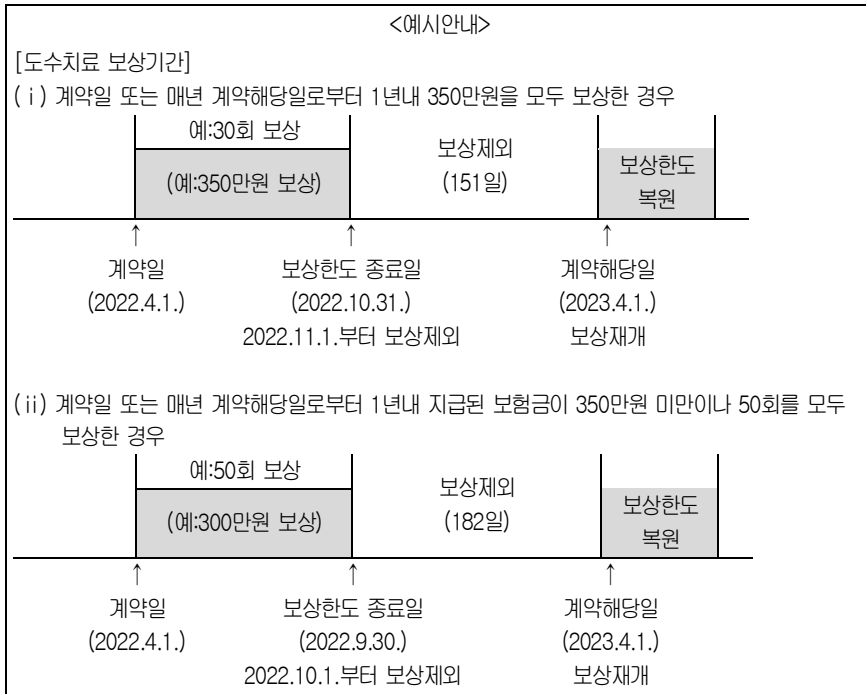 <예시안내>
[도수치료 보상기간]
(ⅰ) 계약일 또는 매년 계약해당일로부터 1년내 350만원을 모두 보상한 경우
예:30회 보상
(예:350만원 보상)
보상제외
(151일)
보상한도
복원
↑ ↑ ↑
계약일 보상한도 종료일 계약해당일
(2022.4.1.) (2022.10.31.) (2023.4.1.)
2022.11.1.부터 보상제외 보상재개
(ⅱ) 계약일 또는 매년 계약해당일로부터 1년내 지급된 보험금이 350만원 미만이나 50회를 모두
보상한 경우
예:50회 보상
(예:300만원 보상)
보상제외
(182일)
보상한도
복원
↑ ↑ ↑
계약일 보상한도 종료일 계약해당일
(2022.4.1.) (2022.9.30.) (2023.4.1.)
2022.10.1.부터 보상제외 보상재개